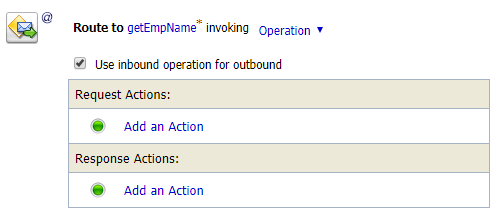 @
Route to getEmpName* invoking Operation ▼
Use inbound operation for outbound
Request Actions:
Add an Action
Response Actions:
Add an Action